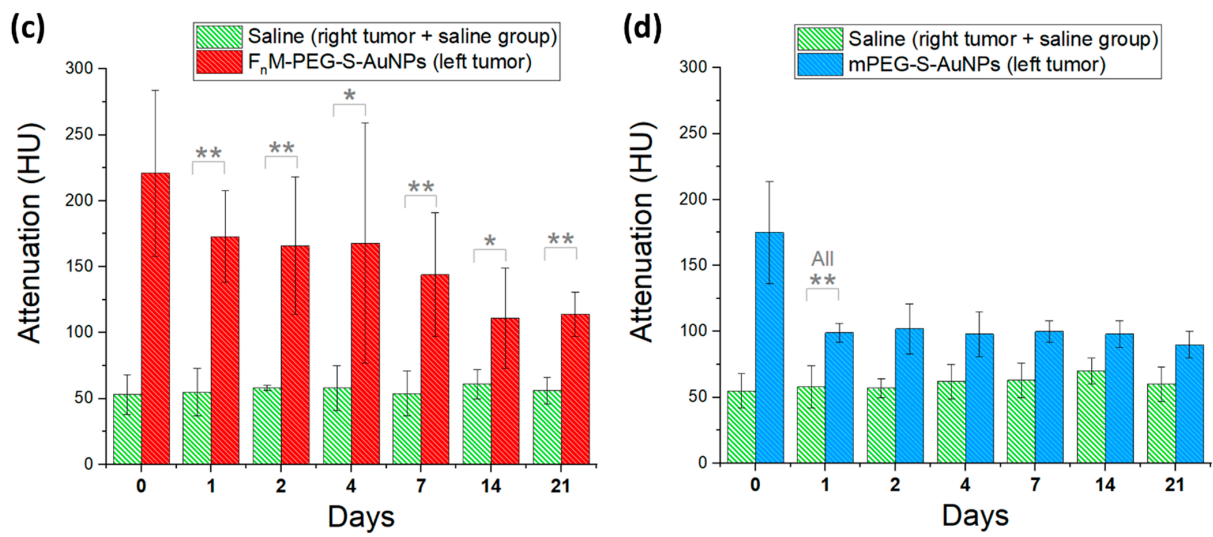 (c)
Saline (right tumor + saline group)
FₙM-PEG-S-AuNPs (left tumor)
300
250
200
150
100
50
0
Attenuation (HU)
**
**
*
**
*
**
0 1 2 4 7 14 21
Days
(d)
Saline (right tumor + saline group)
mPEG-S-AuNPs (left tumor)
300
250
200
150
100
50
0
Attenuation (HU)
All
**
0 1 2 4 7 14 21
Days